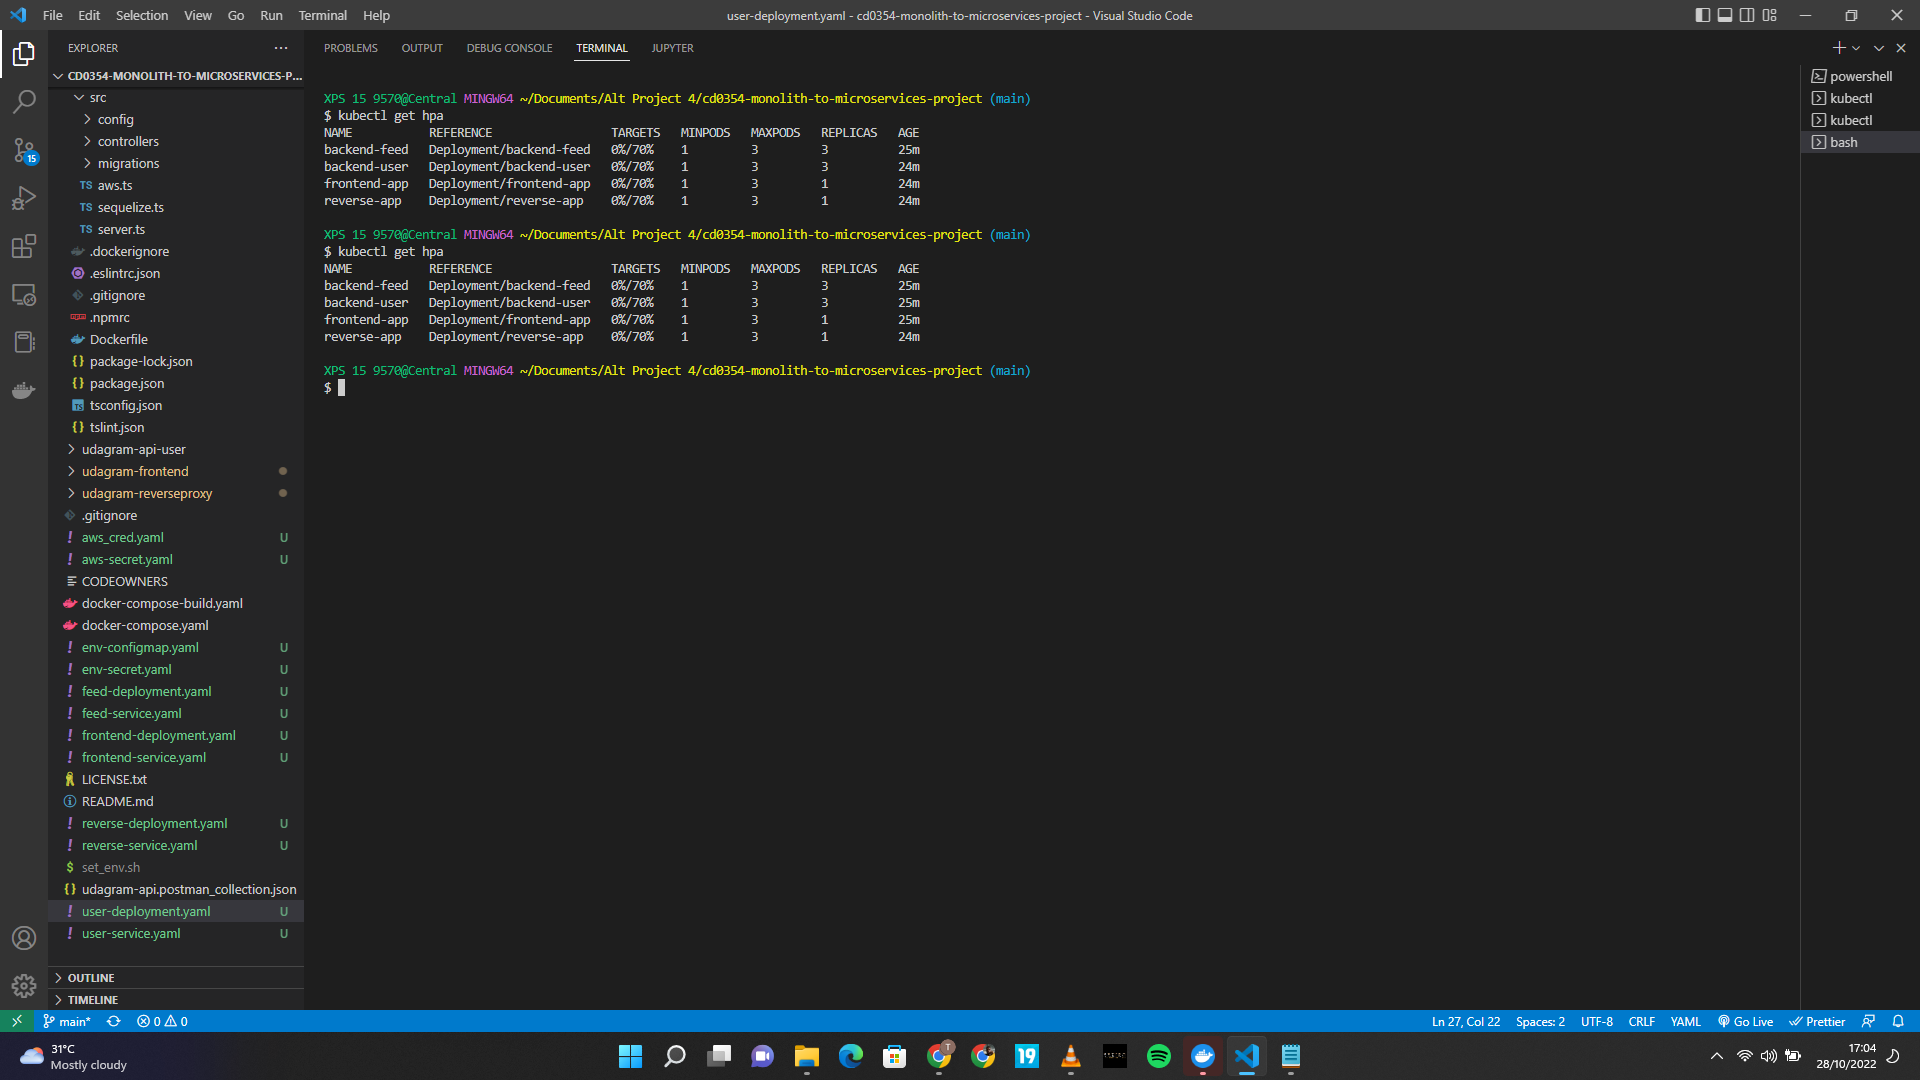 File Edit Selection View Go Run Terminal Help
user-deployment.yaml - cd0354-monolith-to-microservices-project - Visual Studio Code
EXPLORER
CD0354-MONOLITH-TO-MICROSERVICES-P...
src
config
controllers
migrations
TS aws.ts
TS sequelize.ts
TS server.ts
.dockerignore
.eslintrc.json
.gitignore
.npmrc
Dockerfile
{} package-lock.json
{} package.json
TS tsconfig.json
{} tslint.json
udagram-api-user
udagram-frontend
udagram-reverseproxy
.gitignore
! aws_cred.yaml U
! aws-secret.yaml U
CODEOWNERS
docker-compose-build.yaml
docker-compose.yaml
! env-configmap.yaml U
! env-secret.yaml U
! feed-deployment.yaml U
! feed-service.yaml U
! frontend-deployment.yaml U
! frontend-service.yaml U
LICENSE.txt
README.md
! reverse-deployment.yaml U
! reverse-service.yaml U
$ set_env.sh
{} udagram-api.postman_collection.json
! user-deployment.yaml U
! user-service.yaml U
OUTLINE
TIMELINE
15
PROBLEMS OUTPUT DEBUG CONSOLE TERMINAL JUPYTER
XPS 15 9570@Central MINGW64 ~/Documents/Alt Project 4/cd0354-monolith-to-microservices-project (main)
$ kubectl get hpa
NAME REFERENCE TARGETS MINPODS MAXPODS REPLICAS AGE
backend-feed Deployment/backend-feed 0%/70% 1 3 3 25m
backend-user Deployment/backend-user 0%/70% 1 3 3 24m
frontend-app Deployment/frontend-app 0%/70% 1 3 1 24m
reverse-app Deployment/reverse-app 0%/70% 1 3 1 24m
XPS 15 9570@Central MINGW64 ~/Documents/Alt Project 4/cd0354-monolith-to-microservices-project (main)
$ kubectl get hpa
NAME REFERENCE TARGETS MINPODS MAXPODS REPLICAS AGE
backend-feed Deployment/backend-feed 0%/70% 1 3 3 25m
backend-user Deployment/backend-user 0%/70% 1 3 3 25m
frontend-app Deployment/frontend-app 0%/70% 1 3 1 25m
reverse-app Deployment/reverse-app 0%/70% 1 3 1 24m
XPS 15 9570@Central MINGW64 ~/Documents/Alt Project 4/cd0354-monolith-to-microservices-project (main)
$
powershell
kubectl
kubectl
bash
main* 0 0
Ln 27, Col 22 Spaces: 2 UTF-8 CRLF YAML Go Live Prettier
31°C
Mostly cloudy
T
19
17:04
28/10/2022